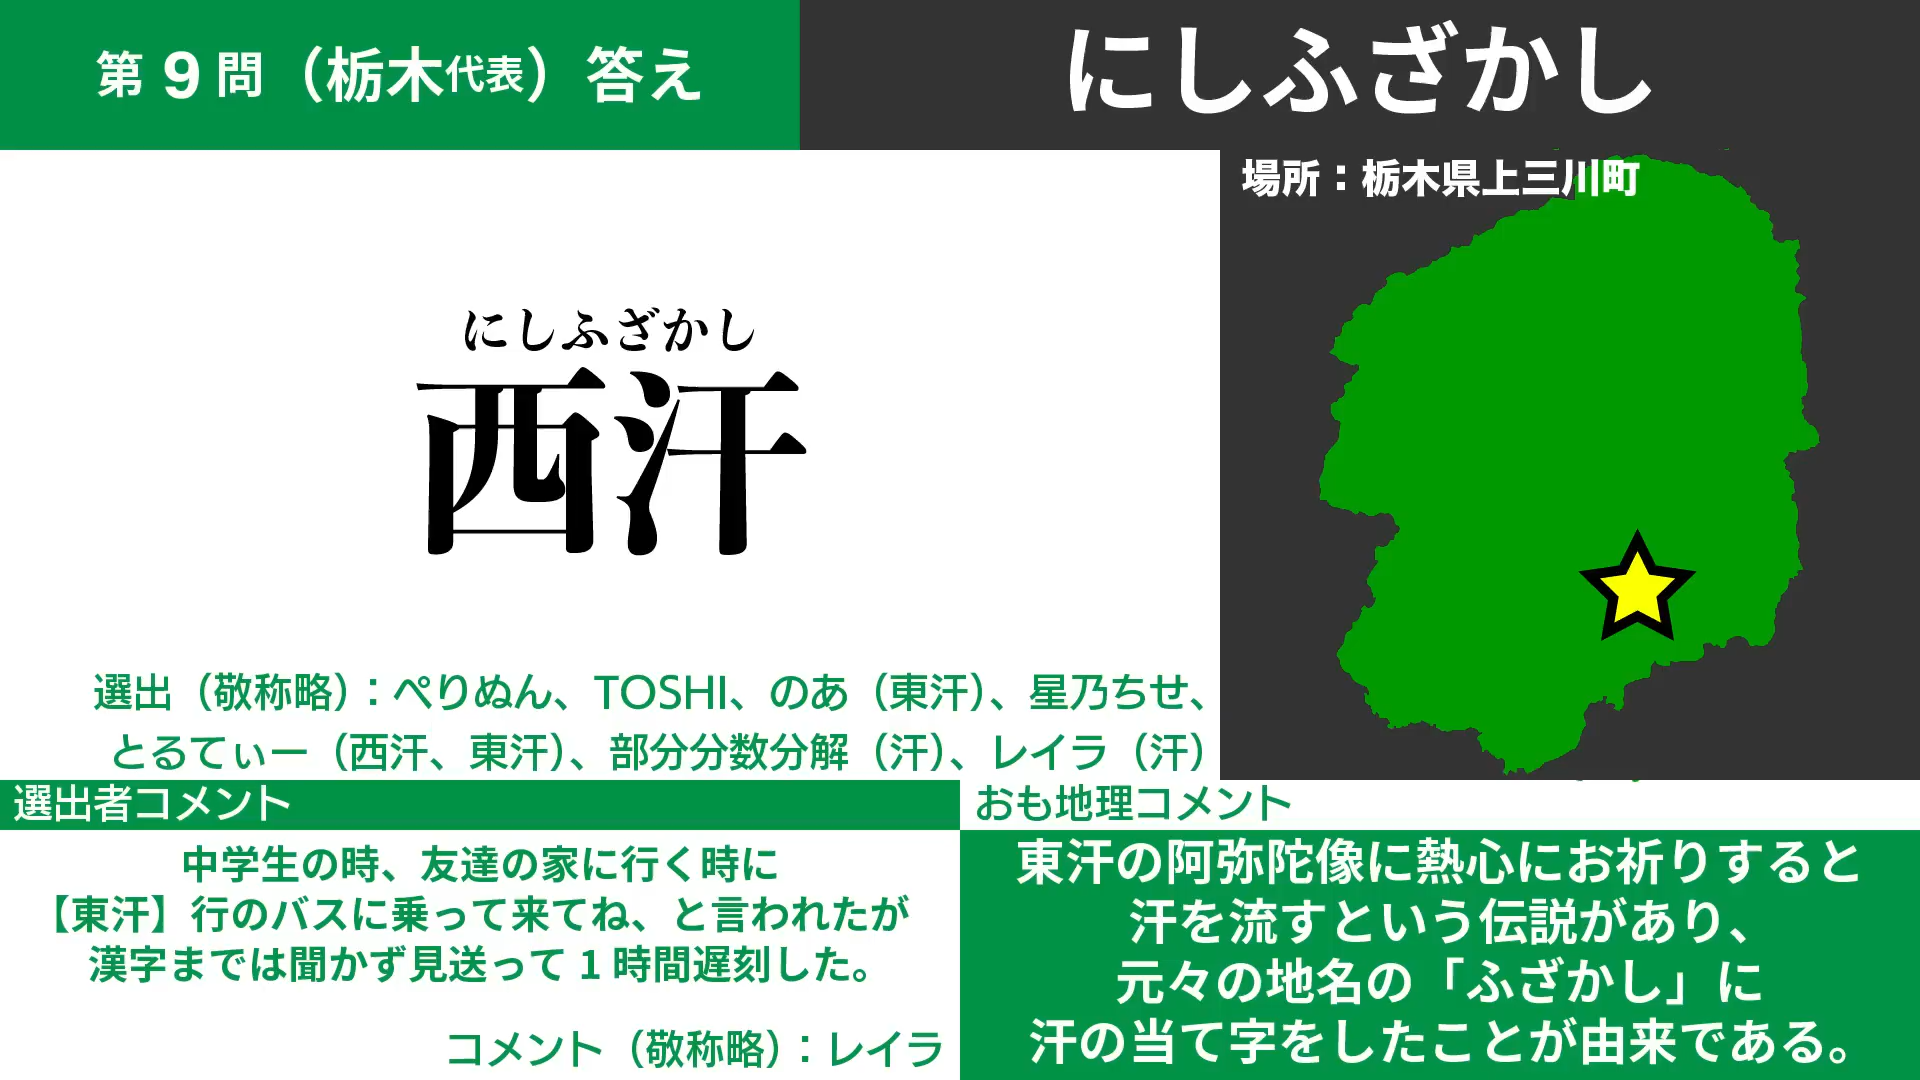 第9問（栃木代表）答え
にしふざかし
場所：栃木県上三川町
にしふざかし
西汗
選出（敬称略）：ぺりぬん、TOSHI、のあ（東汗）、星乃ちせ、
とるてぃー（西汗、東汗）、部分分数分解（汗）、レイラ（汗）
選出者コメント
中学生の時、友達の家に行く時に
【東汗】行のバスに乗って来てね、と言われたが
漢字までは聞かず見送って1時間遅刻した。
コメント（敬称略）：レイラ
おも地理コメント
東汗の阿弥陀像に熱心にお祈りすると
汗を流すという伝説があり、
元々の地名の「ふざかし」に
汗の当て字をしたことが由来である。